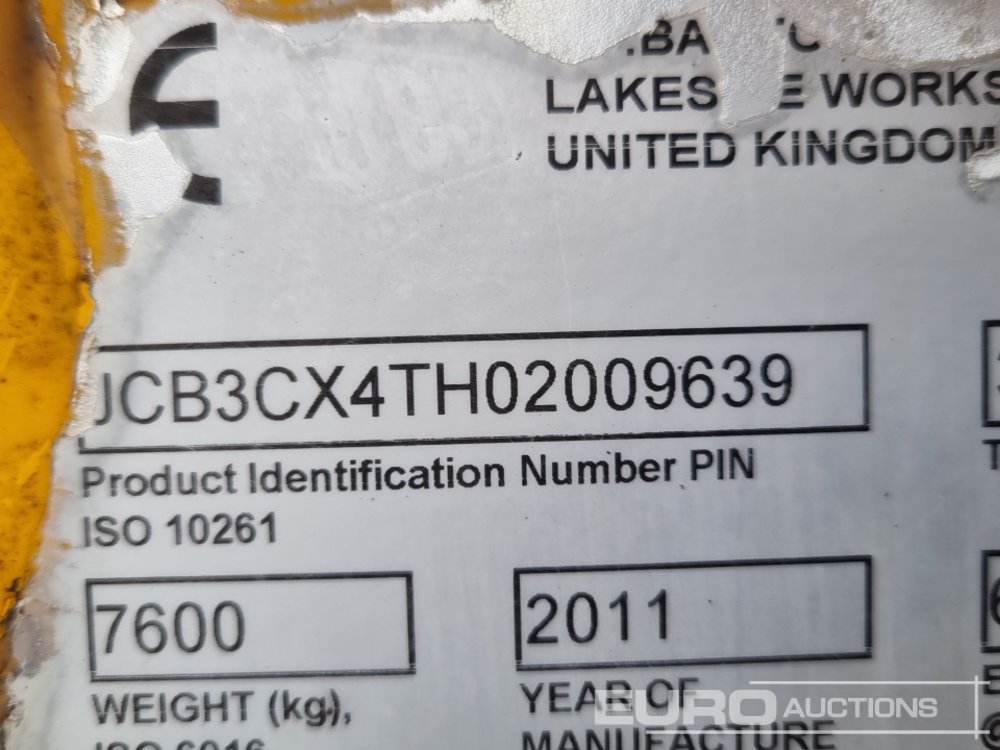 LAKES E WORKS
UNITED KINGDOM
JCB3CX4TH02009639
Product Identification Number PIN
ISO 10261
7600
2011
WEIGHT (kg),
YEAR OF
MANUFACTURE
EURO AUCTIONS